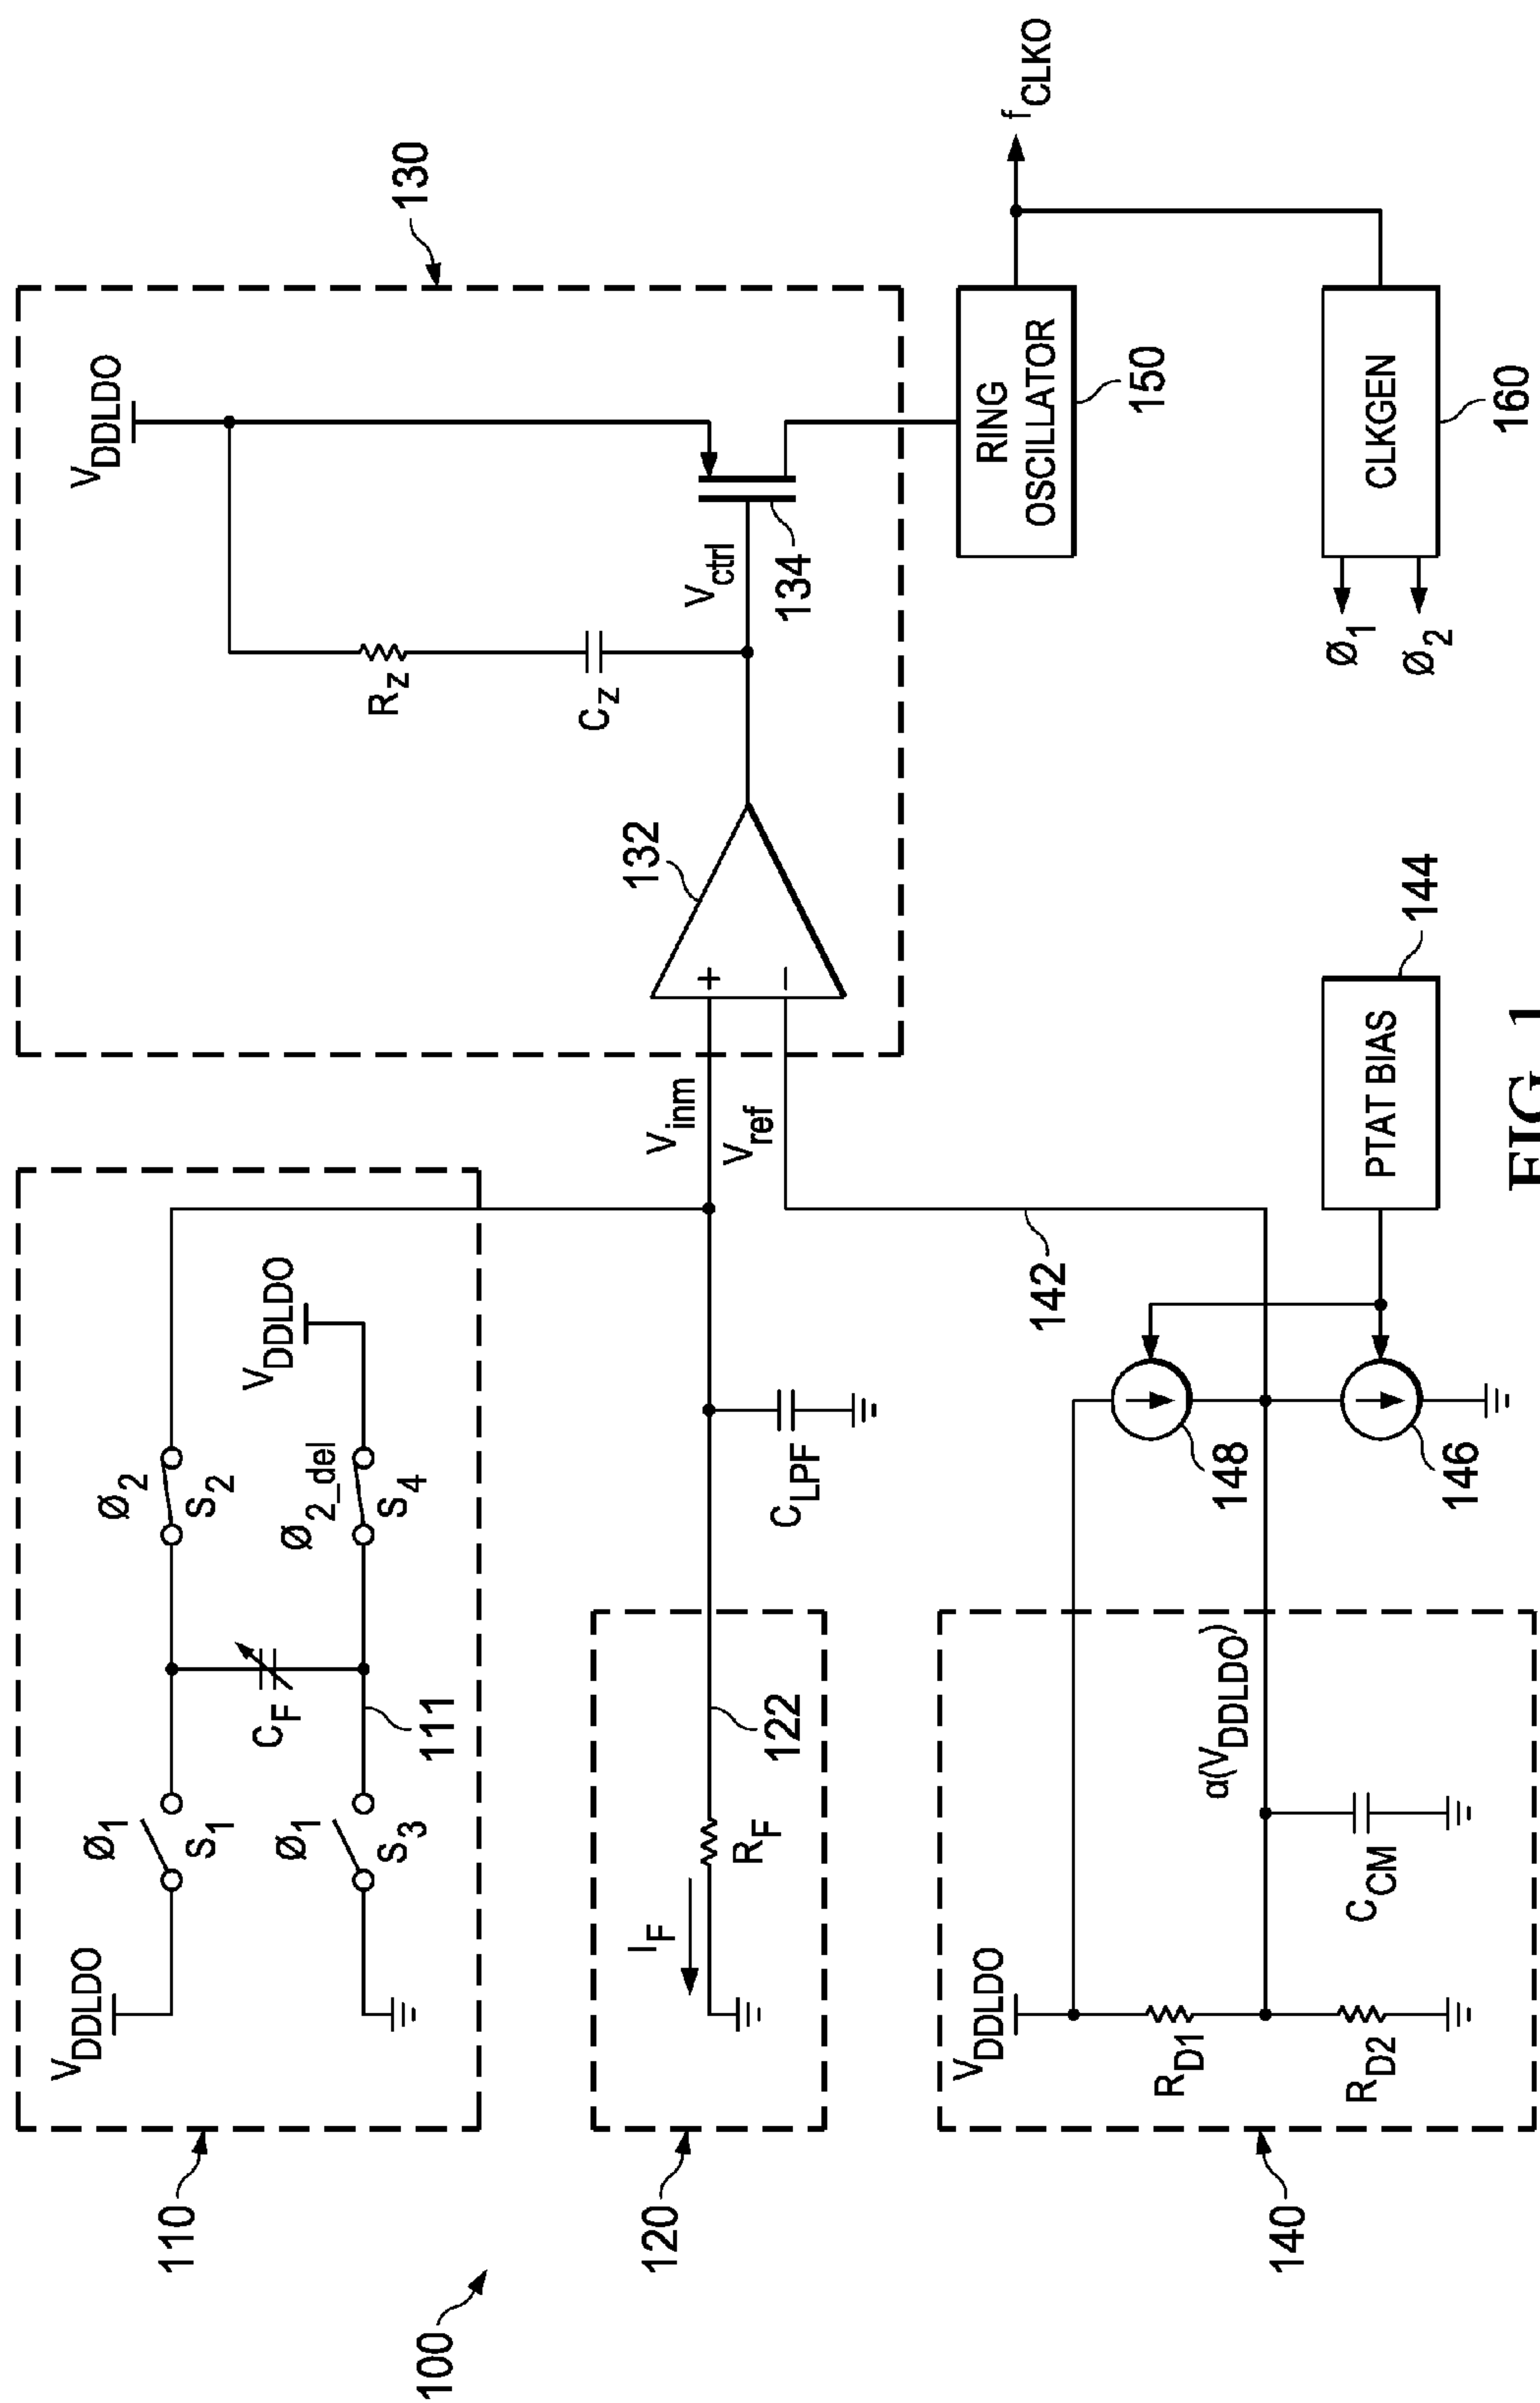 100
110
V_DDLDO
Ø_1
S_1
Ø_2
S_2
C_F
Ø_1
S_3
Ø_2_del
S_4
V_DDLDO
111
120
I_F
R_F
122
C_LPF
V_inm
V_ref
130
V_DDLDO
R_Z
C_Z
V_ctrl
132
+
−
134
RING
OSCILLATOR
150
f_CLKO
CLKGEN
160
Ø_1
Ø_2
140
V_DDLDO
R_D1
R_D2
C_CM
α(V_DDLDO)
142
148
146
PTAT BIAS
144